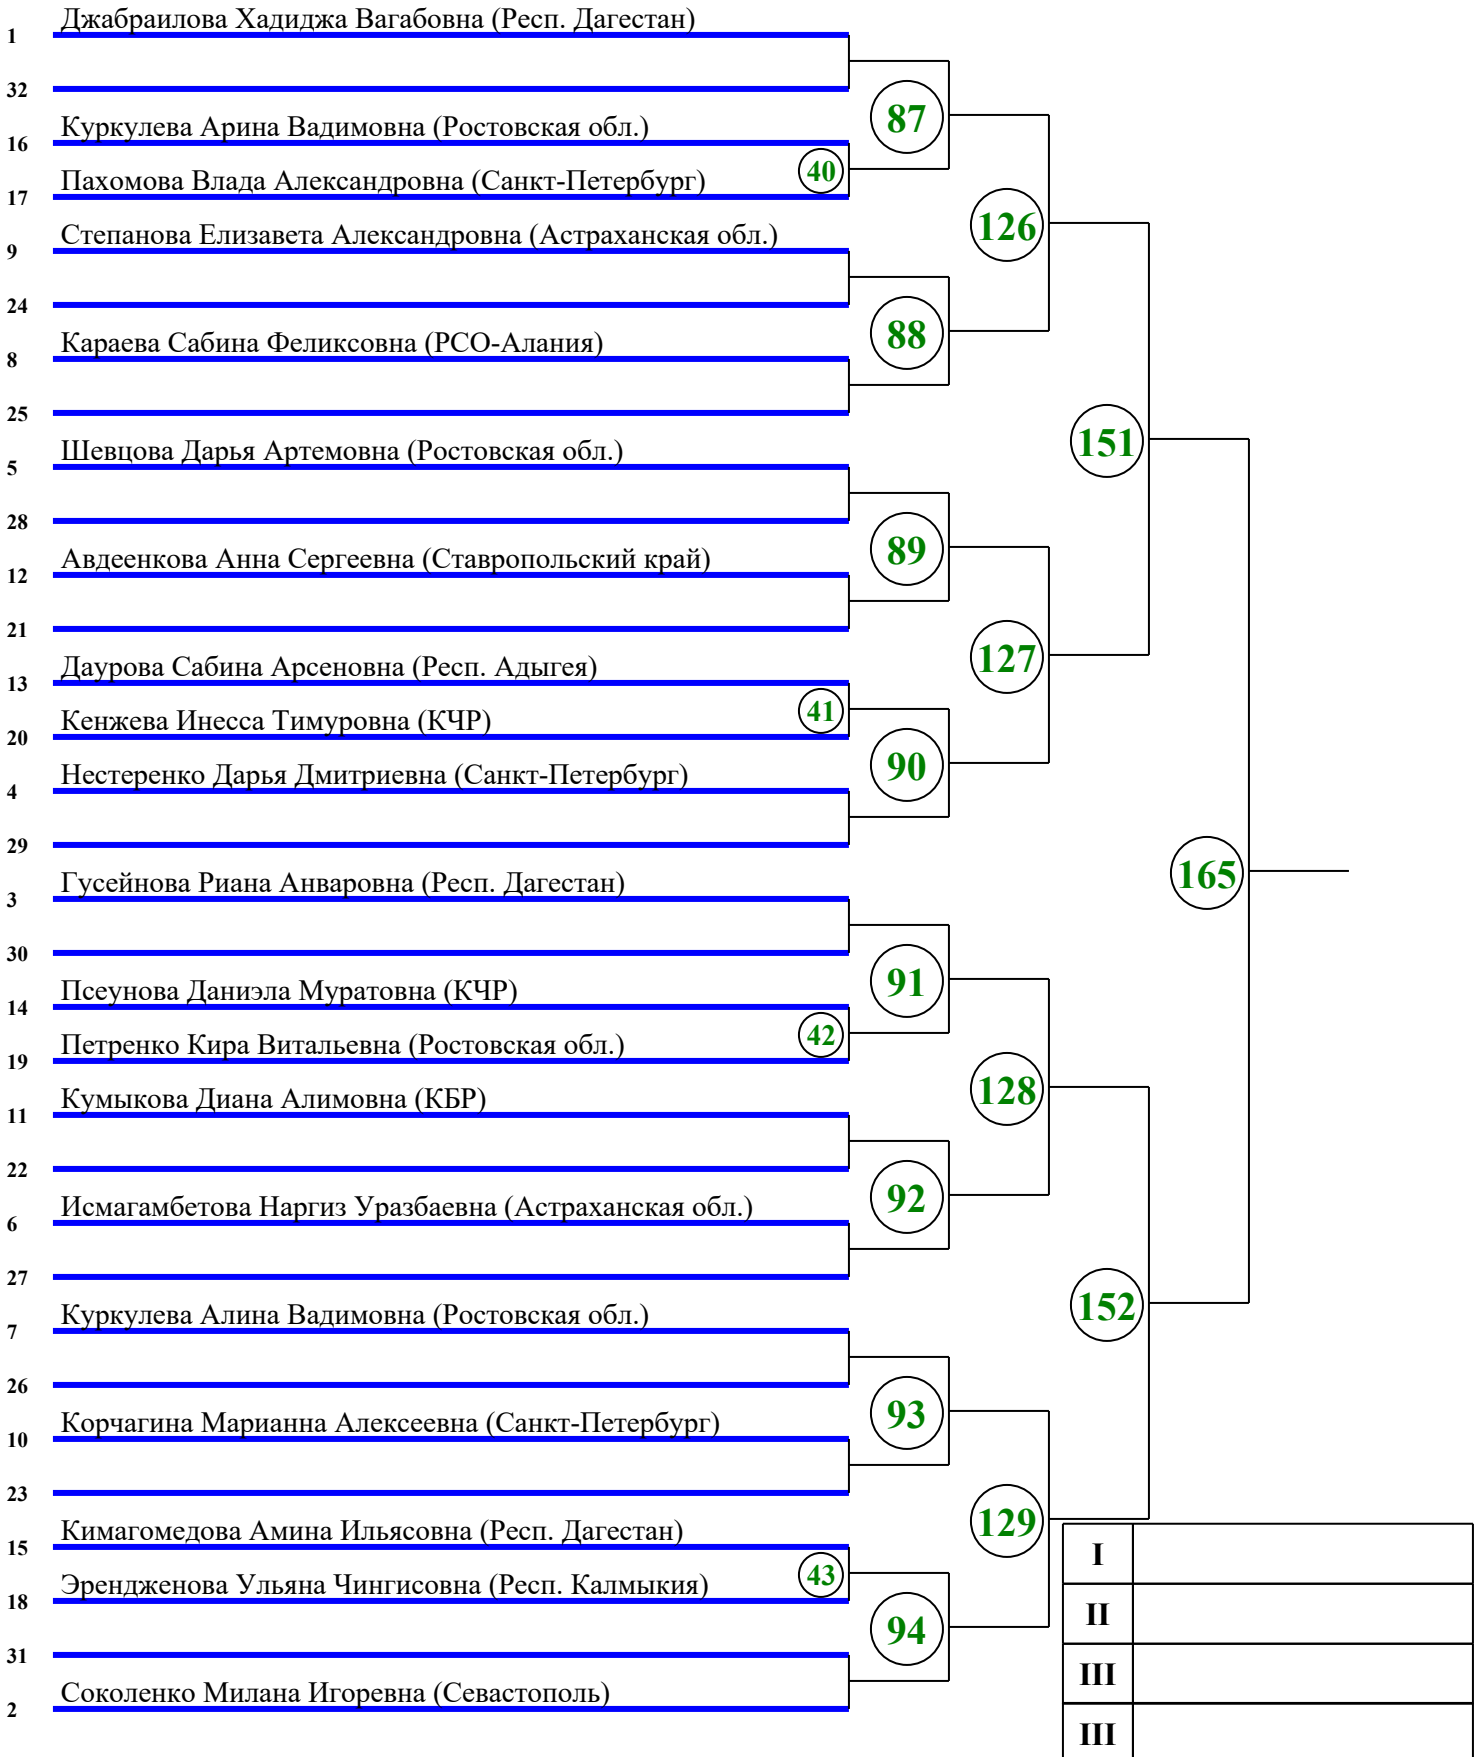 1 Джабраилова Хадиджа Вагабовна (Респ. Дагестан)
32
87
16 Куркулева Арина Вадимовна (Ростовская обл.)
40
17 Пахомова Влада Александровна (Санкт-Петербург)
126
9 Степанова Елизавета Александровна (Астраханская обл.)
24
88
8 Караева Сабина Феликсовна (РСО-Алания)
25
151
5 Шевцова Дарья Артемовна (Ростовская обл.)
28
89
12 Авдеенкова Анна Сергеевна (Ставропольский край)
21
127
13 Даурова Сабина Арсеновна (Респ. Адыгея)
41
20 Кенжева Инесса Тимуровна (КЧР)
90
4 Нестеренко Дарья Дмитриевна (Санкт-Петербург)
29
165
3 Гусейнова Риана Анваровна (Респ. Дагестан)
30
91
14 Псеунова Даниэла Муратовна (КЧР)
42
19 Петренко Кира Витальевна (Ростовская обл.)
128
11 Кумыкова Диана Алимовна (КБР)
22
92
6 Исмагамбетова Наргиз Уразбаевна (Астраханская обл.)
27
152
7 Куркулева Алина Вадимовна (Ростовская обл.)
26
93
10 Корчагина Марианна Алексеевна (Санкт-Петербург)
23
129
15 Кимагомедова Амина Ильясовна (Респ. Дагестан)
43
18 Эрендженова Ульяна Чингисовна (Респ. Калмыкия)
94
31
2 Соколенко Милана Игоревна (Севастополь)
I
II
III
III